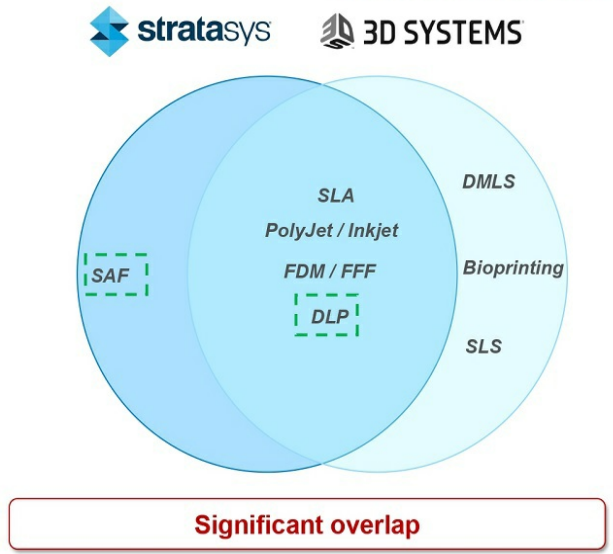 stratasys
3D SYSTEMS
SLA
DMLS
PolyJet / Inkjet
SAF
FDM / FFF
Bioprinting
DLP
SLS
Significant overlap